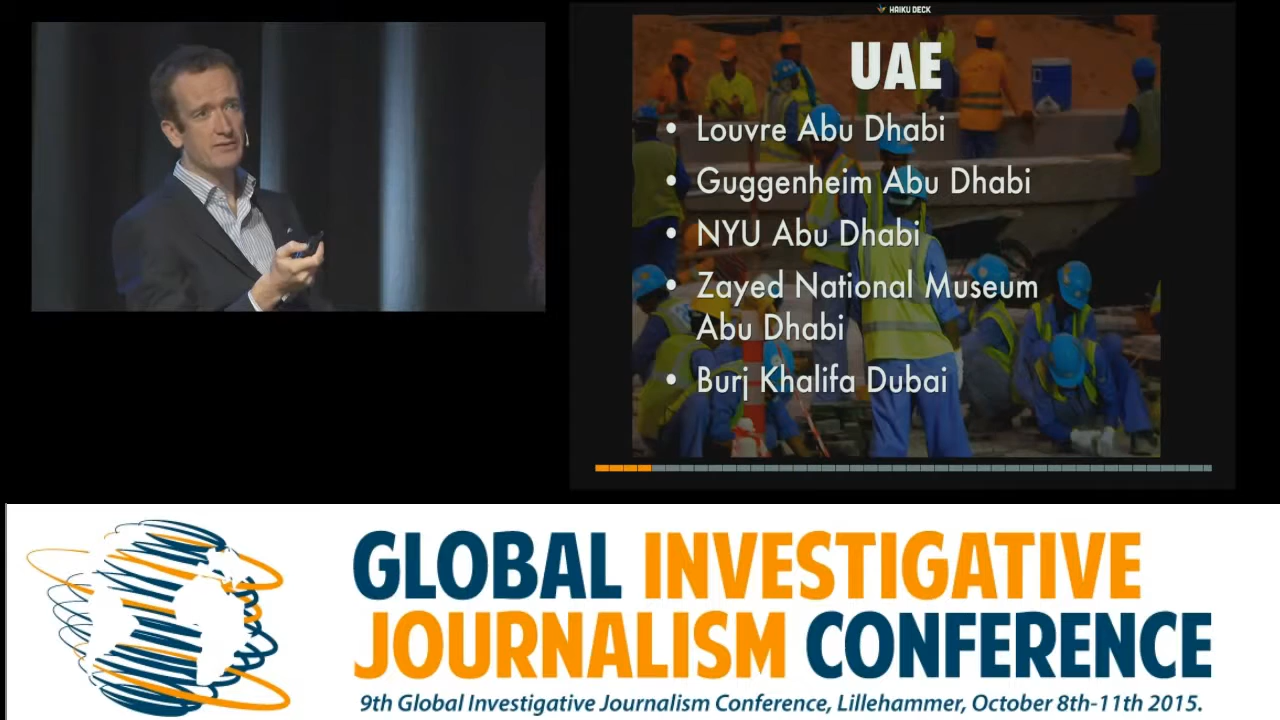 HAIKU DECK
UAE
• Louvre Abu Dhabi
• Guggenheim Abu Dhabi
• NYU Abu Dhabi
• Zayed National Museum
Abu Dhabi
• Burj Khalifa Dubai
GLOBAL INVESTIGATIVE
JOURNALISM CONFERENCE
9th Global Investigative Journalism Conference, Lillehammer, October 8th-11th 2015.